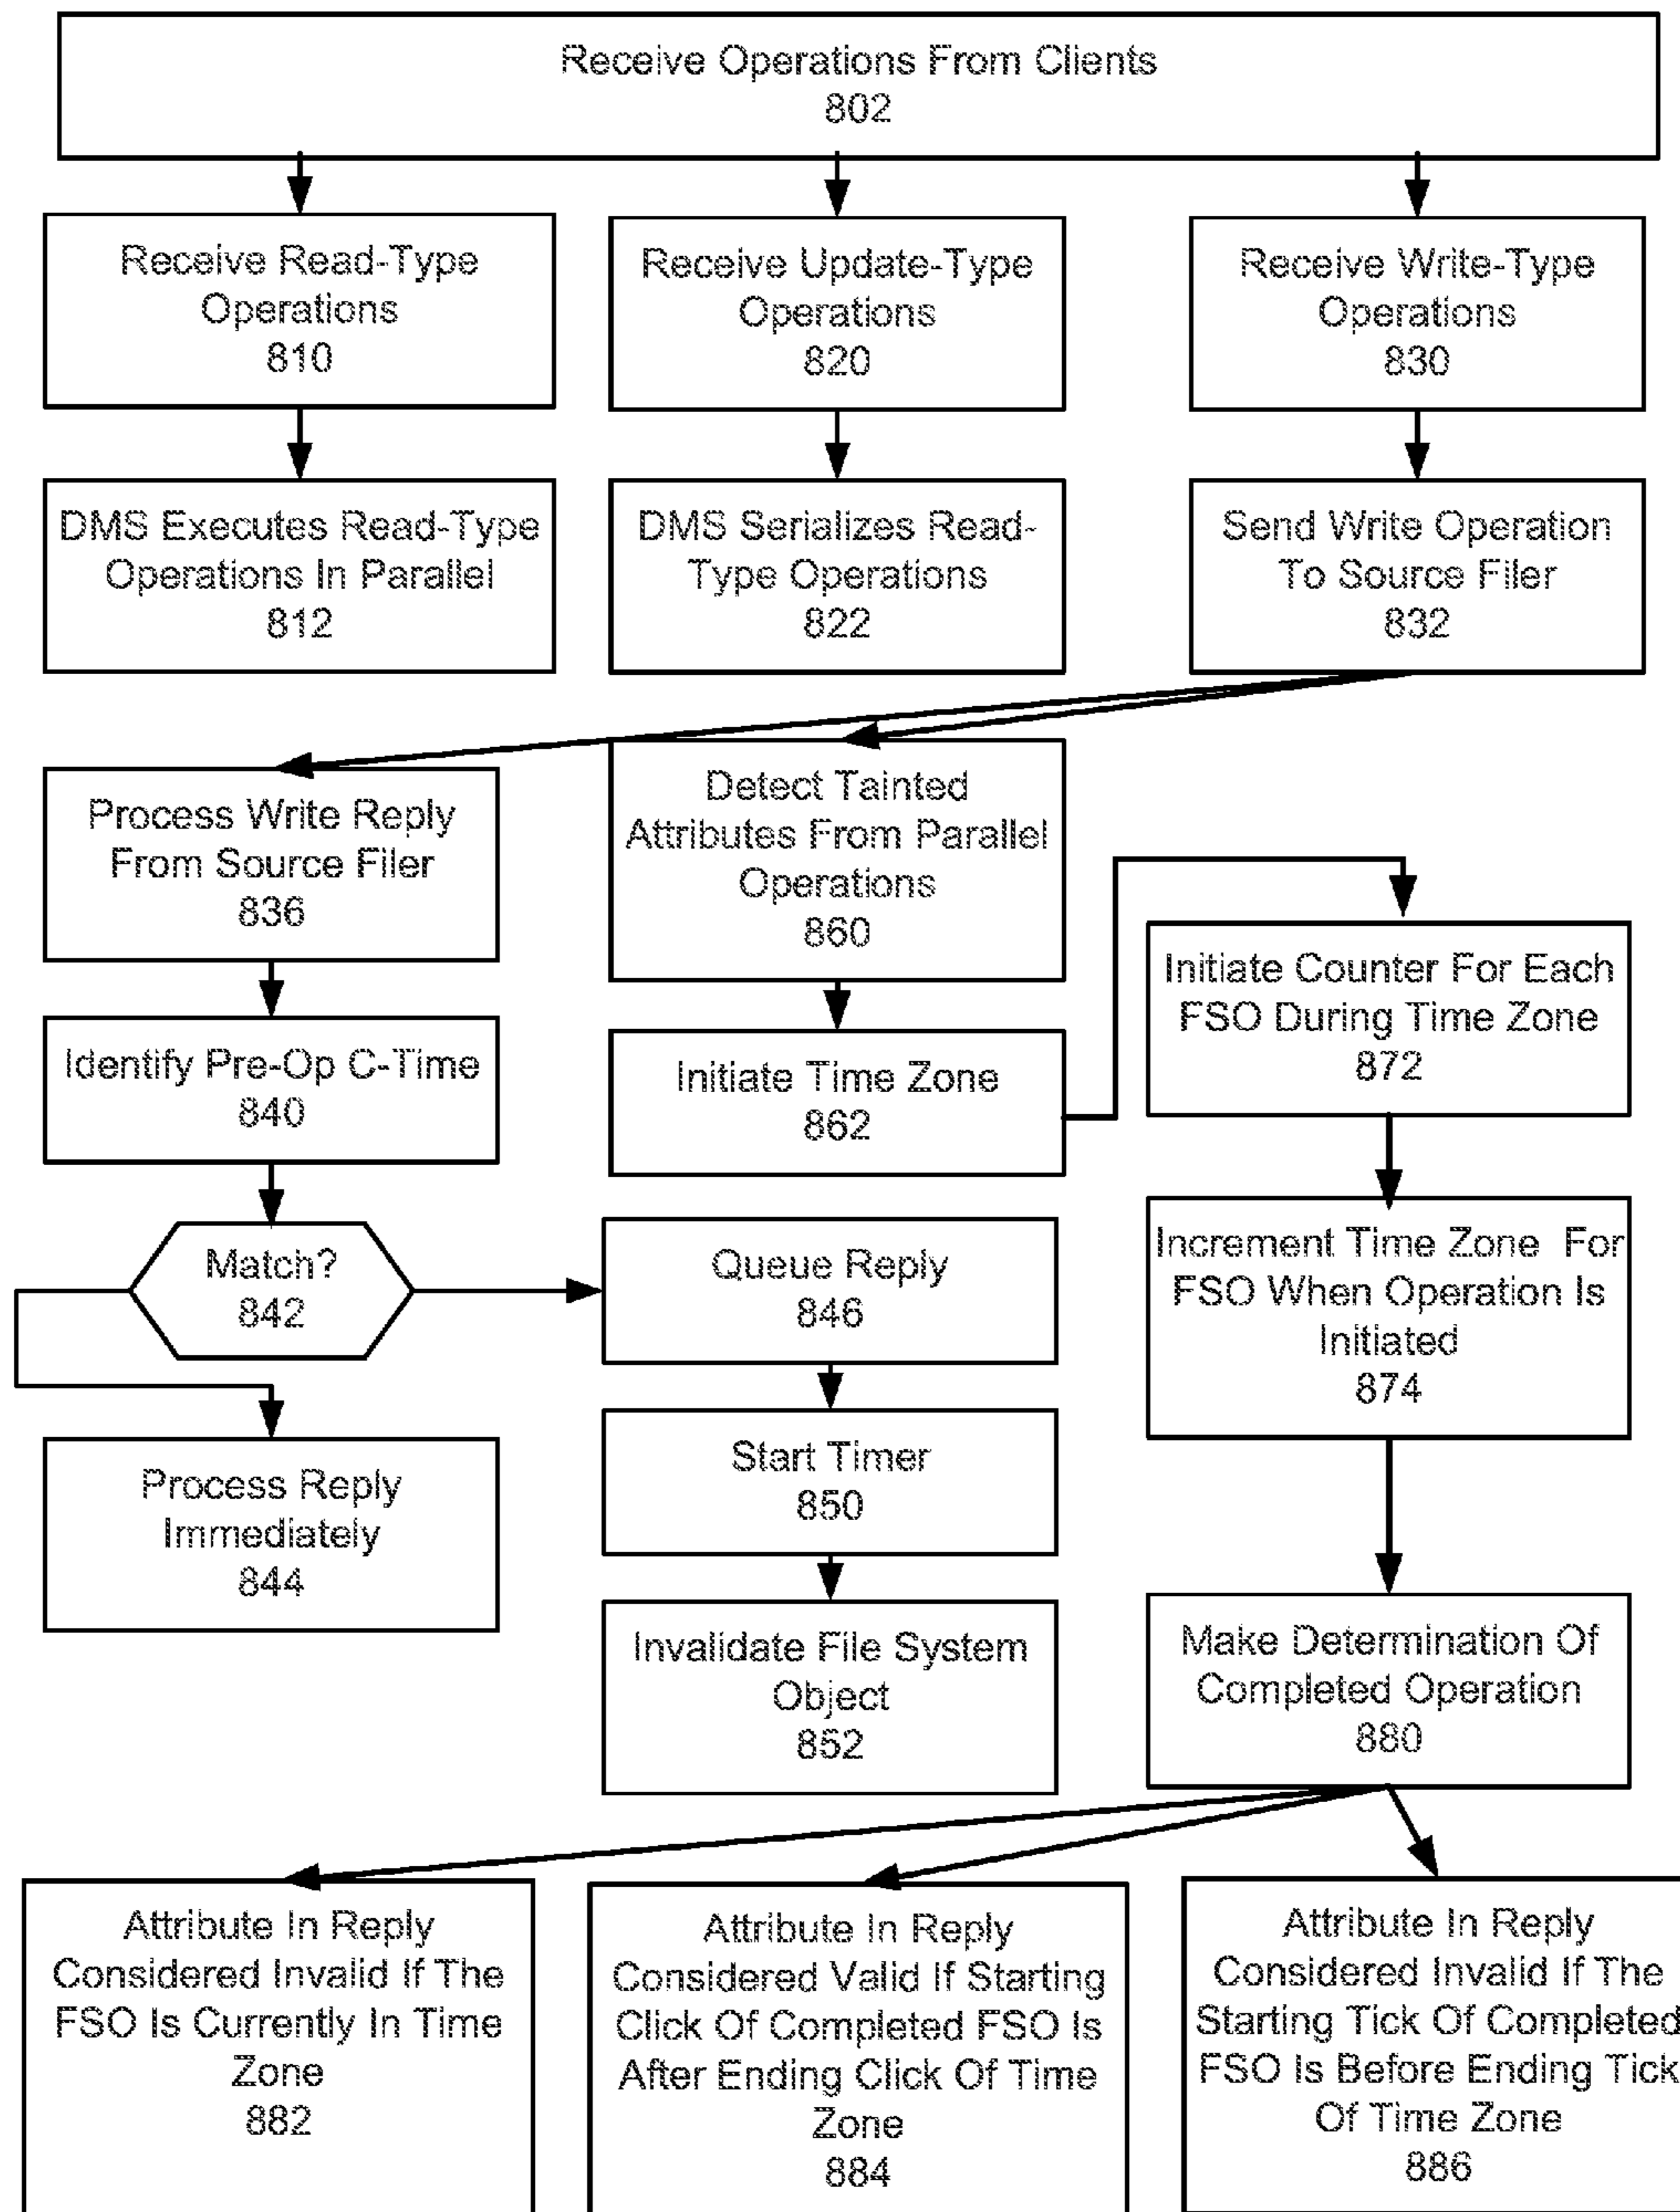 Receive Operations From Clients
802
Receive Read-Type
Operations
810
Receive Update-Type
Operations
820
Receive Write-Type
Operations
830
DMS Executes Read-Type
Operations In Parallel
812
DMS Serializes Read-
Type Operations
822
Send Write Operation
To Source Filer
832
Process Write Reply
From Source Filer
836
Detect Tainted
Attributes From Parallel
Operations
860
Initiate Counter For Each
FSO During Time Zone
872
Identify Pre-Op C-Time
840
Initiate Time Zone
862
Match?
842
Queue Reply
846
Increment Time Zone For
FSO When Operation Is
Initiated
874
Process Reply
Immediately
844
Start Timer
850
Invalidate File System
Object
852
Make Determination Of
Completed Operation
880
Attribute In Reply
Considered Invalid If The
FSO Is Currently In Time
Zone
882
Attribute In Reply
Considered Valid If Starting
Click Of Completed FSO Is
After Ending Click Of Time
Zone
884
Attribute In Reply
Considered Invalid If The
Starting Tick Of Completed
FSO Is Before Ending Tick
Of Time Zone
886